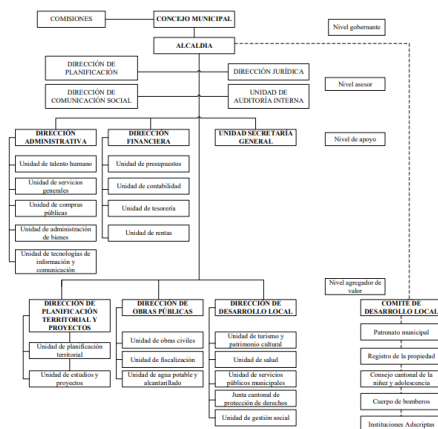 COMISIONES
CONCEJO MUNICIPAL
Nivel gobernante
ALCALDIA
DIRECCIÓN DE
PLANIFICACIÓN
DIRECCIÓN JURÍDICA
Nivel asesor
DIRECCIÓN DE
COMUNICACIÓN SOCIAL
UNIDAD DE
AUDITORÍA INTERNA
DIRECCIÓN
ADMINISTRATIVA
DIRECCIÓN
FINANCIERA
UNIDAD SECRETARÍA
GENERAL
Nivel de apoyo
Unidad de talento humano
Unidad de servicios
generales
Unidad de compras
públicas
Unidad de administración
de bienes
Unidad de tecnologías de
información y
comunicación
Unidad de presupuestos
Unidad de contabilidad
Unidad de tesorería
Unidad de rentas
Nivel agregador de
valor
DIRECCIÓN DE
PLANIFICACIÓN
TERRITORIAL Y
PROYECTOS
Unidad de planificación
territorial
Unidad de estudios y
proyectos
DIRECCIÓN DE
OBRAS PÚBLICAS
Unidad de obras civiles
Unidad de fiscalización
Unidad de agua potable y
alcantarillado
DIRECCIÓN DE
DESARROLLO LOCAL
Unidad de turismo y
patrimonio cultural
Unidad de salud
Unidad de servicios
públicos municipales
Junta cantonal de
protección de derechos
Unidad de gestión social
COMITÉ DE
DESARROLLO LOCAL
Patronato municipal
Registro de la propiedad
Consejo cantonal de la
niñez y adolescencia
Cuerpo de bomberos
Instituciones Adscriptas